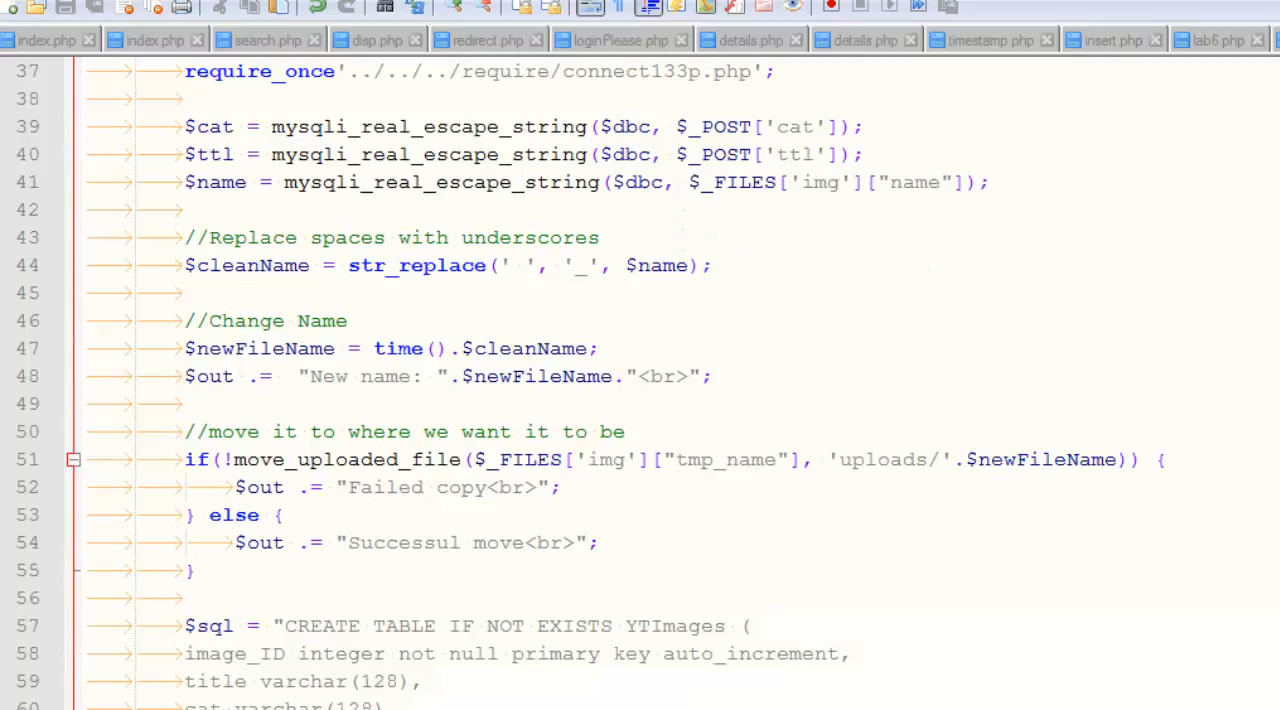 index.php index.php search.php disp.php redirect.php loginPlease.php details.php details.php timestamp.php insert.php lab6.php
37 require_once'../../../require/connect133p.php';
38
39 $cat = mysqli_real_escape_string($dbc, $_POST['cat']);
40 $ttl = mysqli_real_escape_string($dbc, $_POST['ttl']);
41 $name = mysqli_real_escape_string($dbc, $_FILES['img']["name"]);
42
43 //Replace spaces with underscores
44 $cleanName = str_replace(' ', '_', $name);
45
46 //Change Name
47 $newFileName = time().$cleanName;
48 $out .= "New name: ".$newFileName."<br>";
49
50 //move it to where we want it to be
51 if(!move_uploaded_file($_FILES['img']["tmp_name"], 'uploads/'.$newFileName)) {
52 $out .= "Failed copy<br>";
53 } else {
54 $out .= "Successul move<br>";
55 }
56
57 $sql = "CREATE TABLE IF NOT EXISTS YTImages (
58 image_ID integer not null primary key auto_increment,
59 title varchar(128),
60 cat varchar(128)